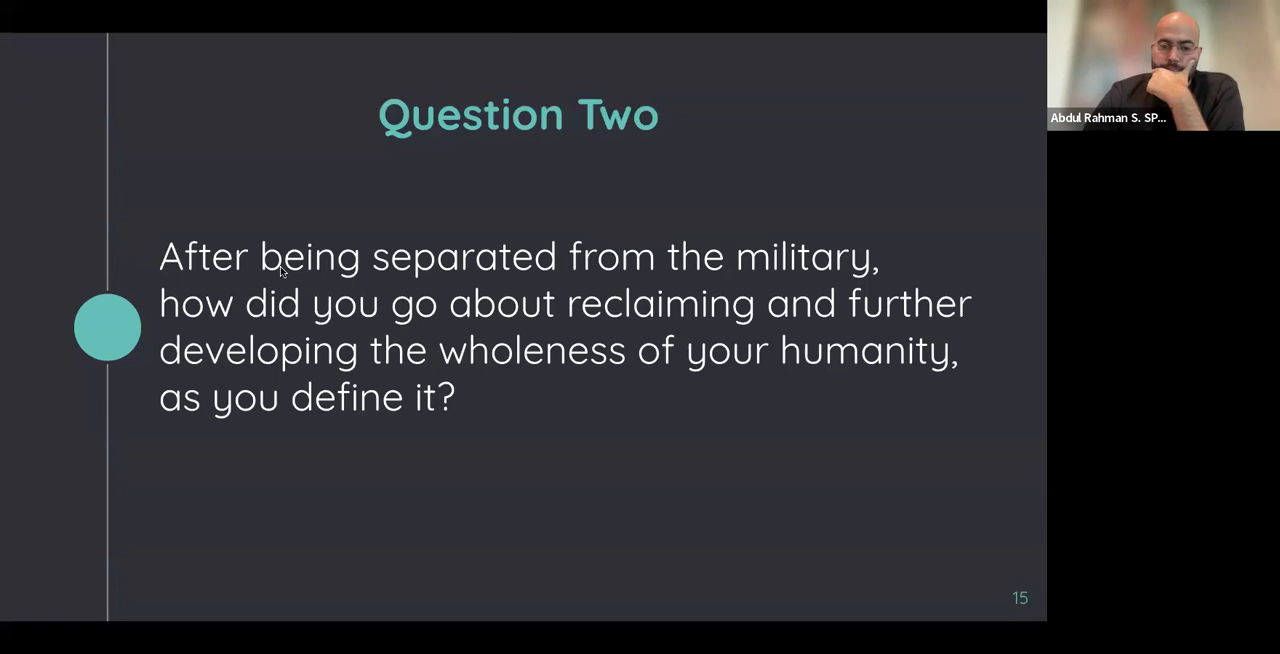 Question Two
After being separated from the military,
how did you go about reclaiming and further
developing the wholeness of your humanity,
as you define it?
15
Abdul Rahman S. SP...